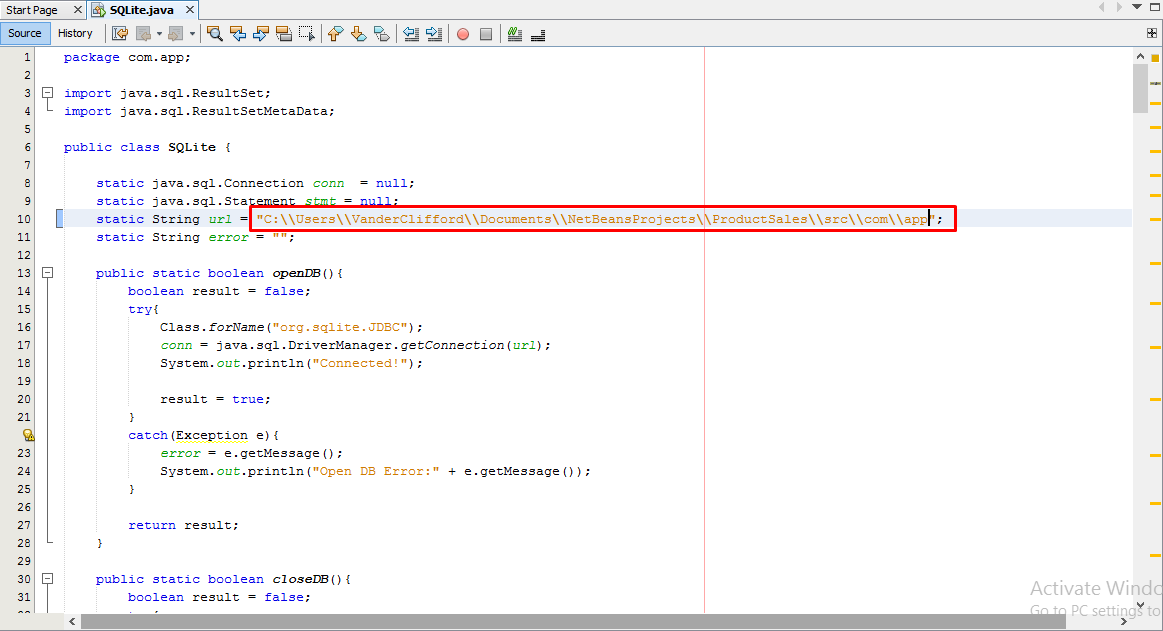 Start Page SQLite.java
Source History
1 package com.app;
2
3 import java.sql.ResultSet;
4 import java.sql.ResultSetMetaData;
5
6 public class SQLite {
7
8 static java.sql.Connection conn = null;
9 static java.sql.Statement stmt = null;
10 static String url = "C:\\Users\\VanderClifford\\Documents\\NetBeansProjects\\ProductSales\\src\\com\\app";
11 static String error = "";
12
13 public static boolean openDB(){
14 boolean result = false;
15 try{
16 Class.forName("org.sqlite.JDBC");
17 conn = java.sql.DriverManager.getConnection(url);
18 System.out.println("Connected!");
19
20 result = true;
21 }
catch(Exception e){
23 error = e.getMessage();
24 System.out.println("Open DB Error:" + e.getMessage());
25 }
26
27 return result;
28 }
29
30 public static boolean closeDB(){
31 boolean result = false;
Activate Windo
Go to PC settings to